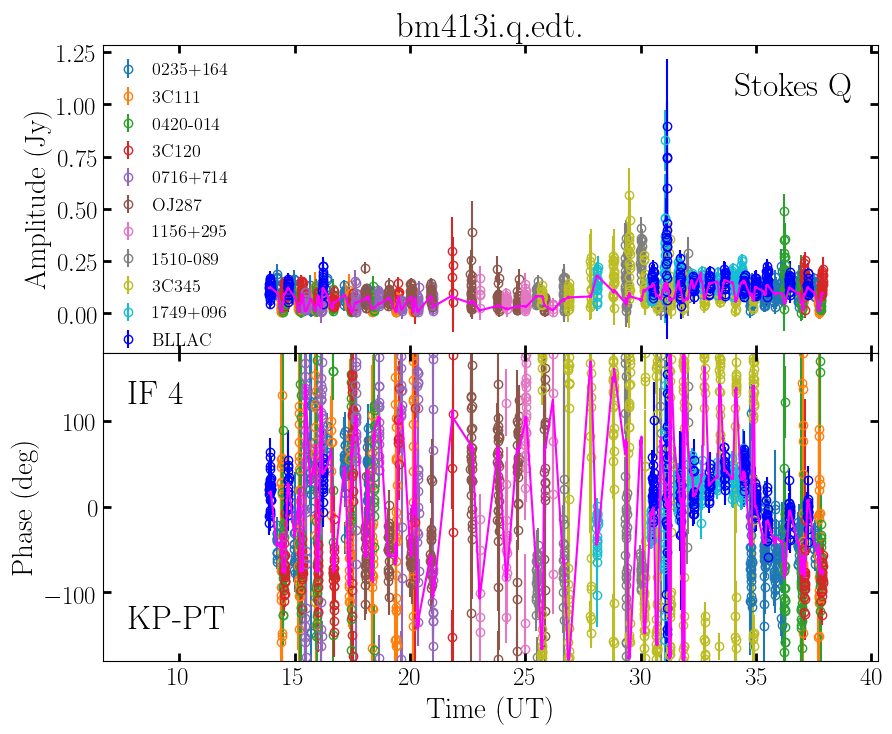 bm413i.q.edt.
Stokes Q
Amplitude (Jy)
1.25
1.00
0.75
0.50
0.25
0.00
0235+164
3C111
0420-014
3C120
0716+714
OJ287
1156+295
1510-089
3C345
1749+096
BLLAC
IF 4
KP-PT
Phase (deg)
100
0
−100
10 15 20 25 30 35 40
Time (UT)